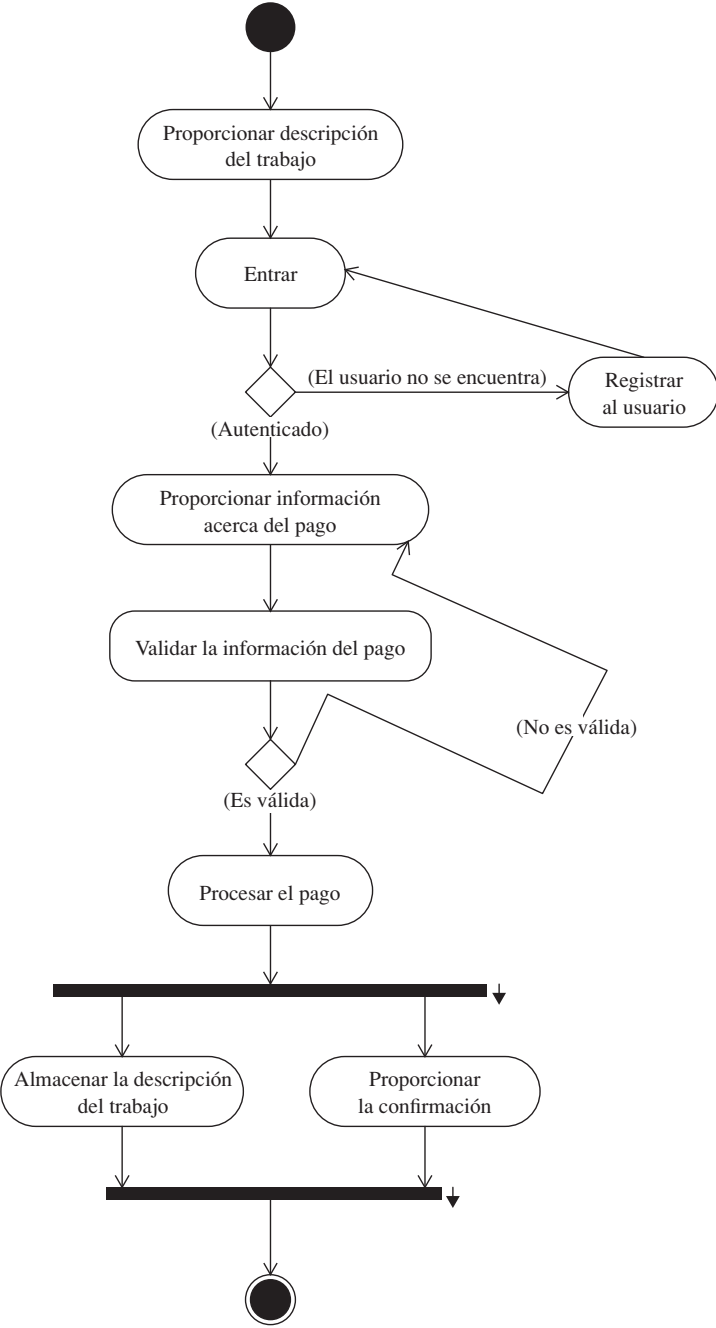 Proporcionar descripción
del trabajo
Entrar
(El usuario no se encuentra)
Registrar
al usuario
(Autenticado)
Proporcionar información
acerca del pago
Validar la información del pago
(No es válida)
(Es válida)
Procesar el pago
Almacenar la descripción
del trabajo
Proporcionar
la confirmación